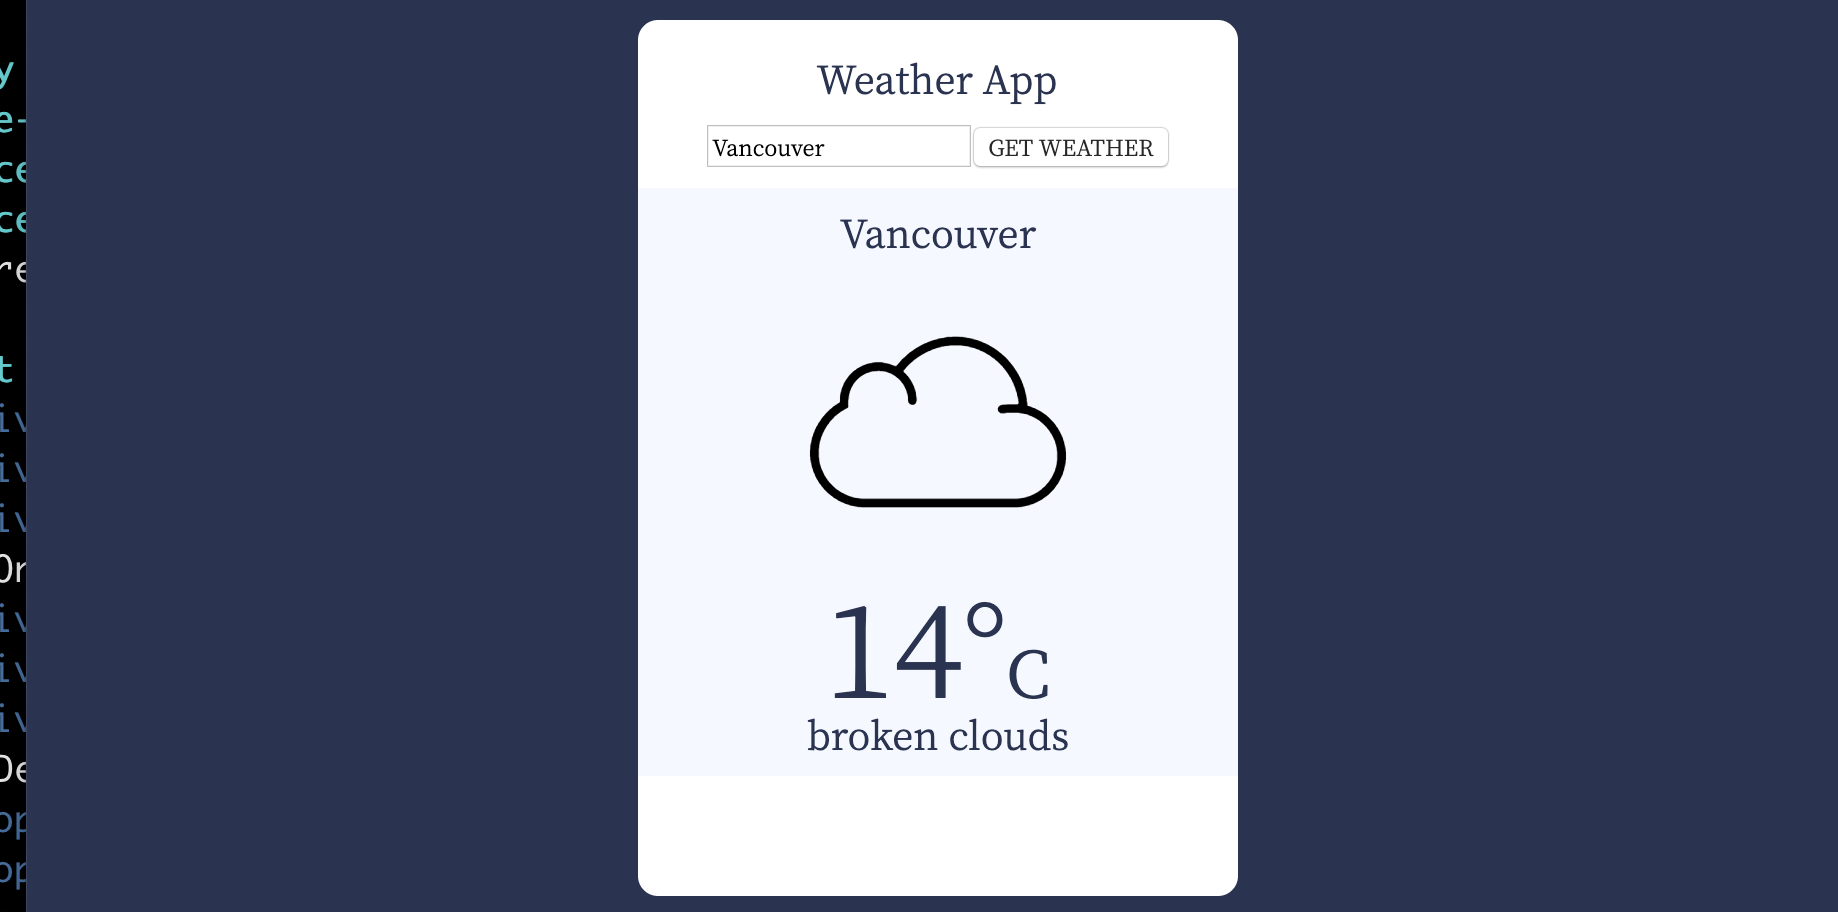 Weather App
Vancouver GET WEATHER
Vancouver
14°C
broken clouds